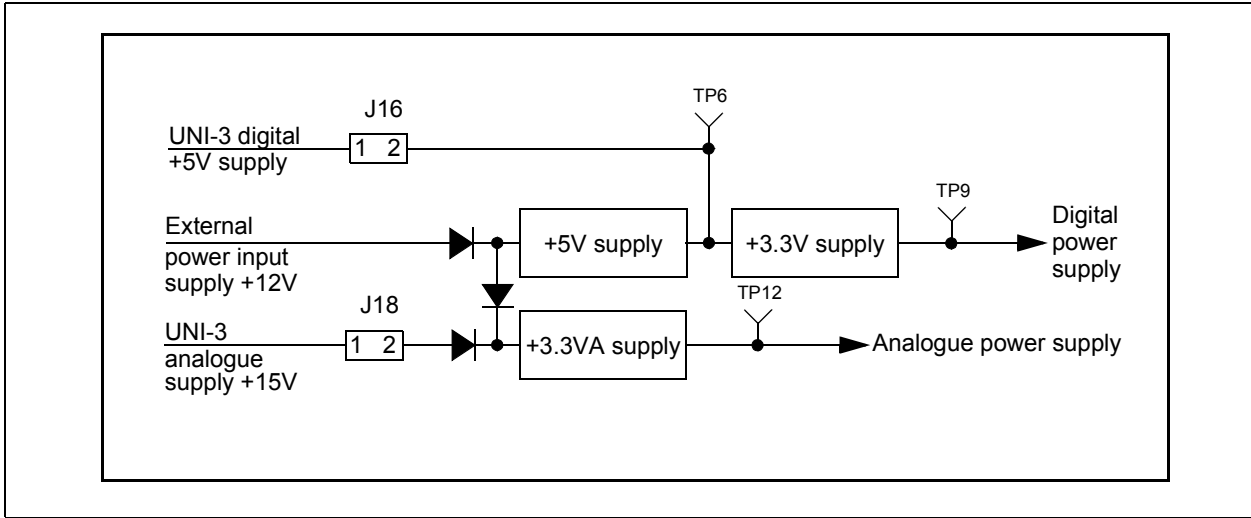 TP6
J16
UNI-3 digital
1 2
+5V supply
TP9
External
power input
supply +12V
+5V supply
+3.3V supply
Digital
power
supply
J18
TP12
UNI-3
analogue
supply +15V
1 2
+3.3VA supply
Analogue power supply